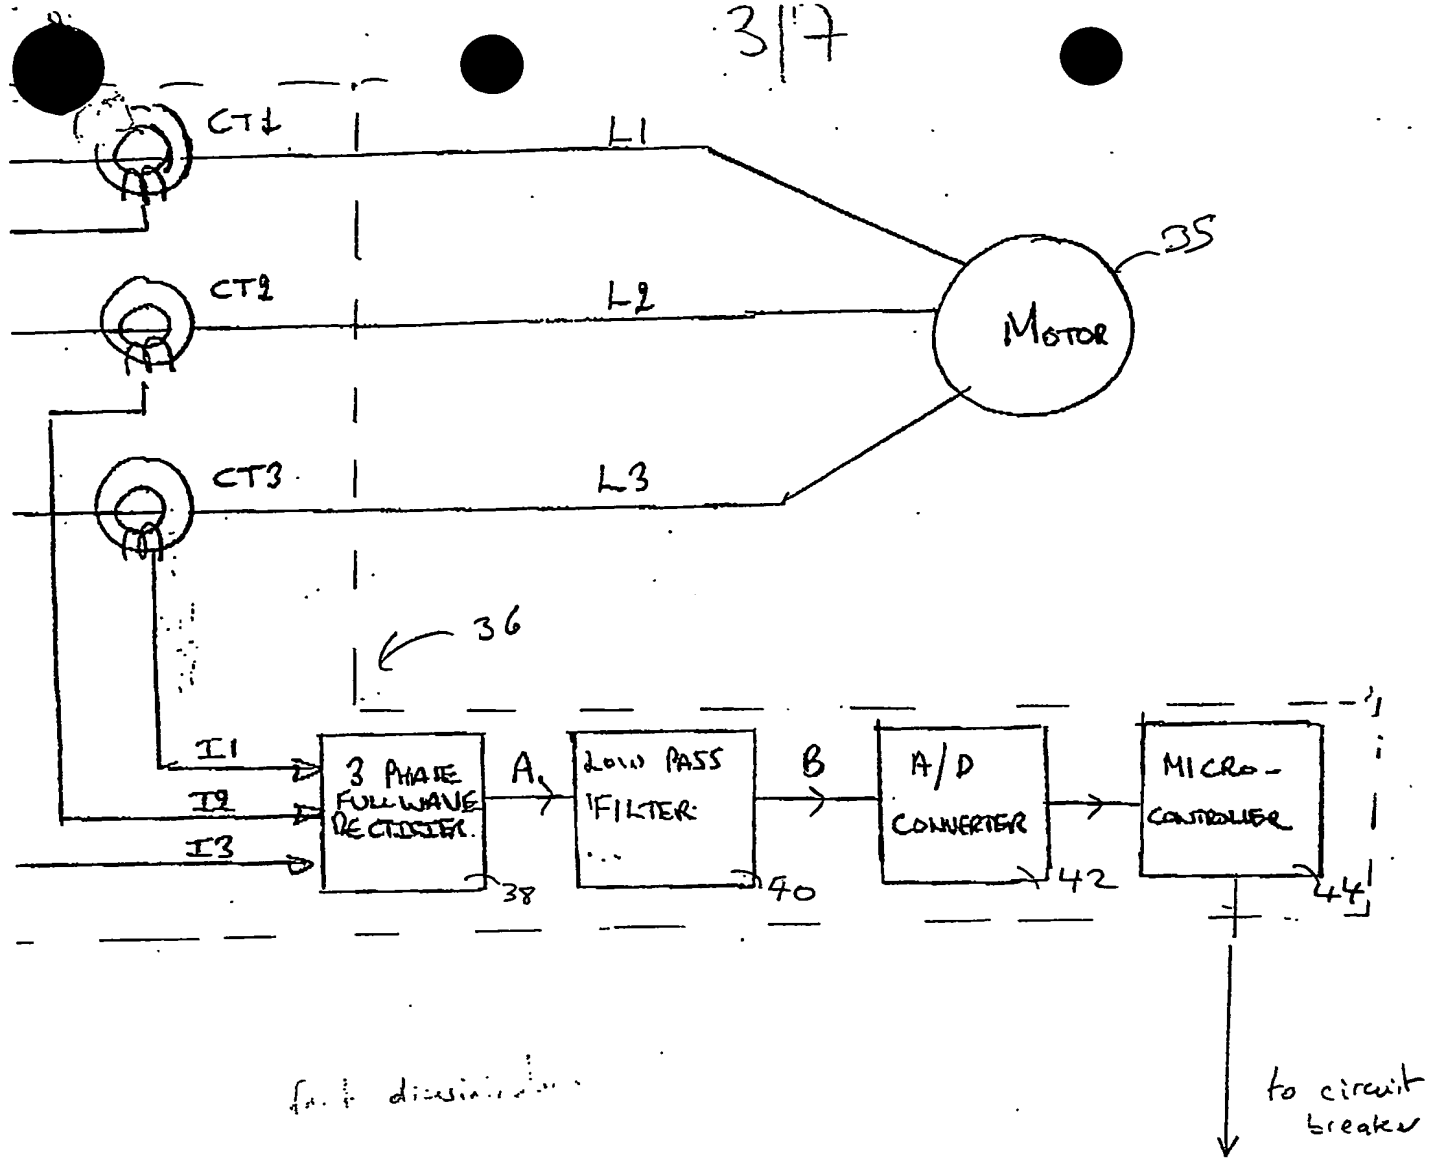 3/7
CT1
L1
35
CT2
L2
MOTOR
CT3
L3
36
I1
I2
I3
3 PHASE
FULLWAVE
RECTIFIER.
38
A
LOW PASS
FILTER
40
B
A/D
CONVERTER
42
MICRO-
CONTROLLER
44
to circuit
breaker